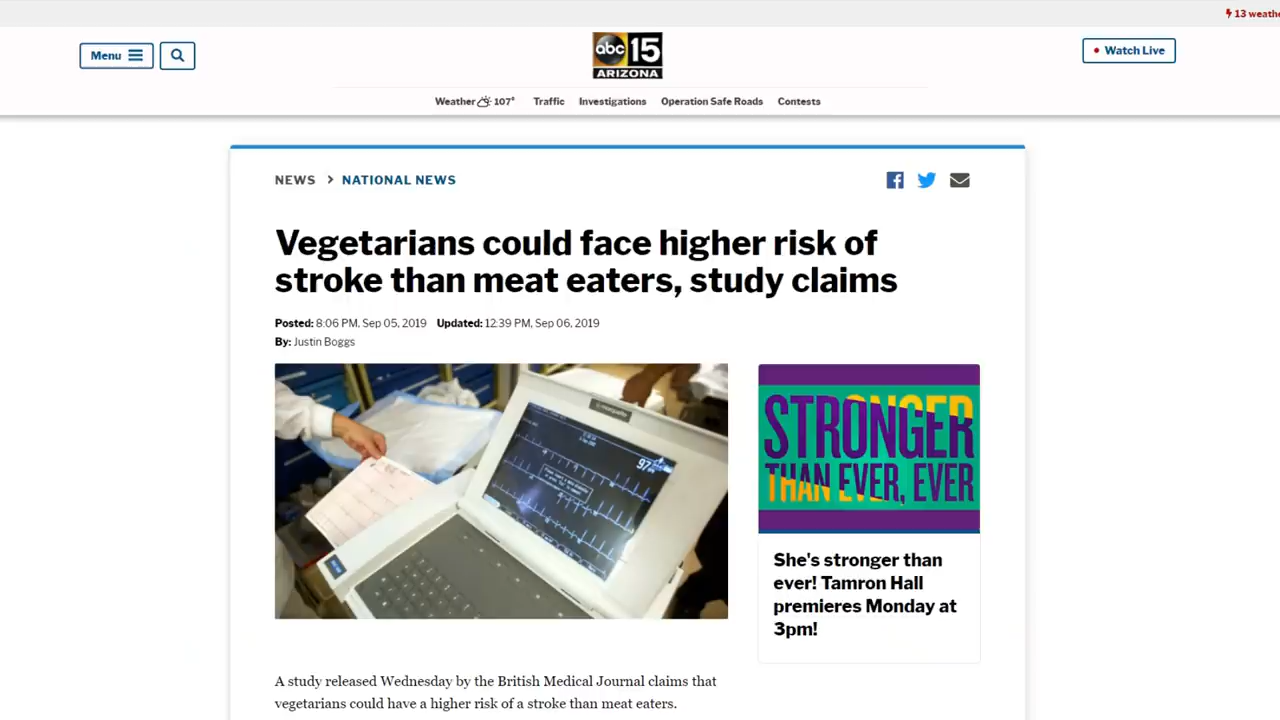 13 weathe
Menu
abc 15
ARIZONA
Watch Live
Weather 107°
Traffic
Investigations
Operation Safe Roads
Contests
NEWS > NATIONAL NEWS
Vegetarians could face higher risk of
stroke than meat eaters, study claims
Posted: 8:06 PM, Sep 05, 2019 Updated: 12:39 PM, Sep 06, 2019
By: Justin Boggs
97
STRONGER
THAN EVER, EVER
She's stronger than
ever! Tamron Hall
premieres Monday at
3pm!
A study released Wednesday by the British Medical Journal claims that
vegetarians could have a higher risk of a stroke than meat eaters.